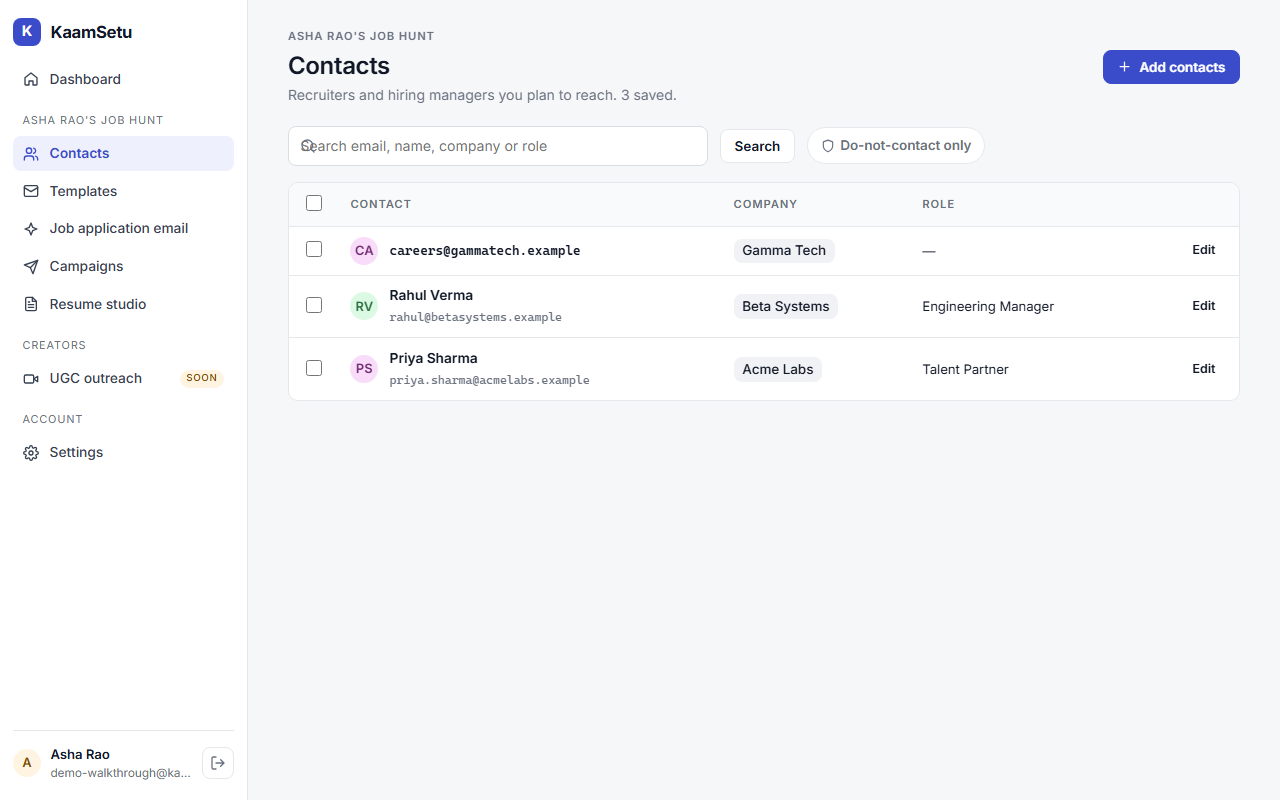 K KaamSetu
Dashboard
ASHA RAO'S JOB HUNT
Contacts
Templates
Job application email
Campaigns
Resume studio
CREATORS
UGC outreach SOON
ACCOUNT
Settings
A Asha Rao
demo-walkthrough@ka...
ASHA RAO'S JOB HUNT
Contacts
Recruiters and hiring managers you plan to reach. 3 saved.
+ Add contacts
Search email, name, company or role
Search
Do-not-contact only
CONTACT COMPANY ROLE
CA careers@gammatech.example Gamma Tech — Edit
RV Rahul Verma
rahul@betasystems.example Beta Systems Engineering Manager Edit
PS Priya Sharma
priya.sharma@acmelabs.example Acme Labs Talent Partner Edit